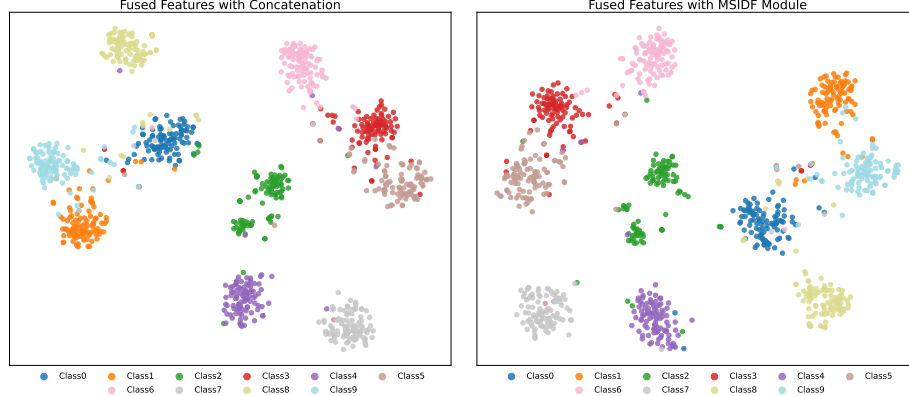 Fused Features with Concatenation
Fused Features with MSIDF Module
Class0 Class1 Class2 Class3 Class4 Class5
Class6 Class7 Class8 Class9
Class0 Class1 Class2 Class3 Class4 Class5
Class6 Class7 Class8 Class9